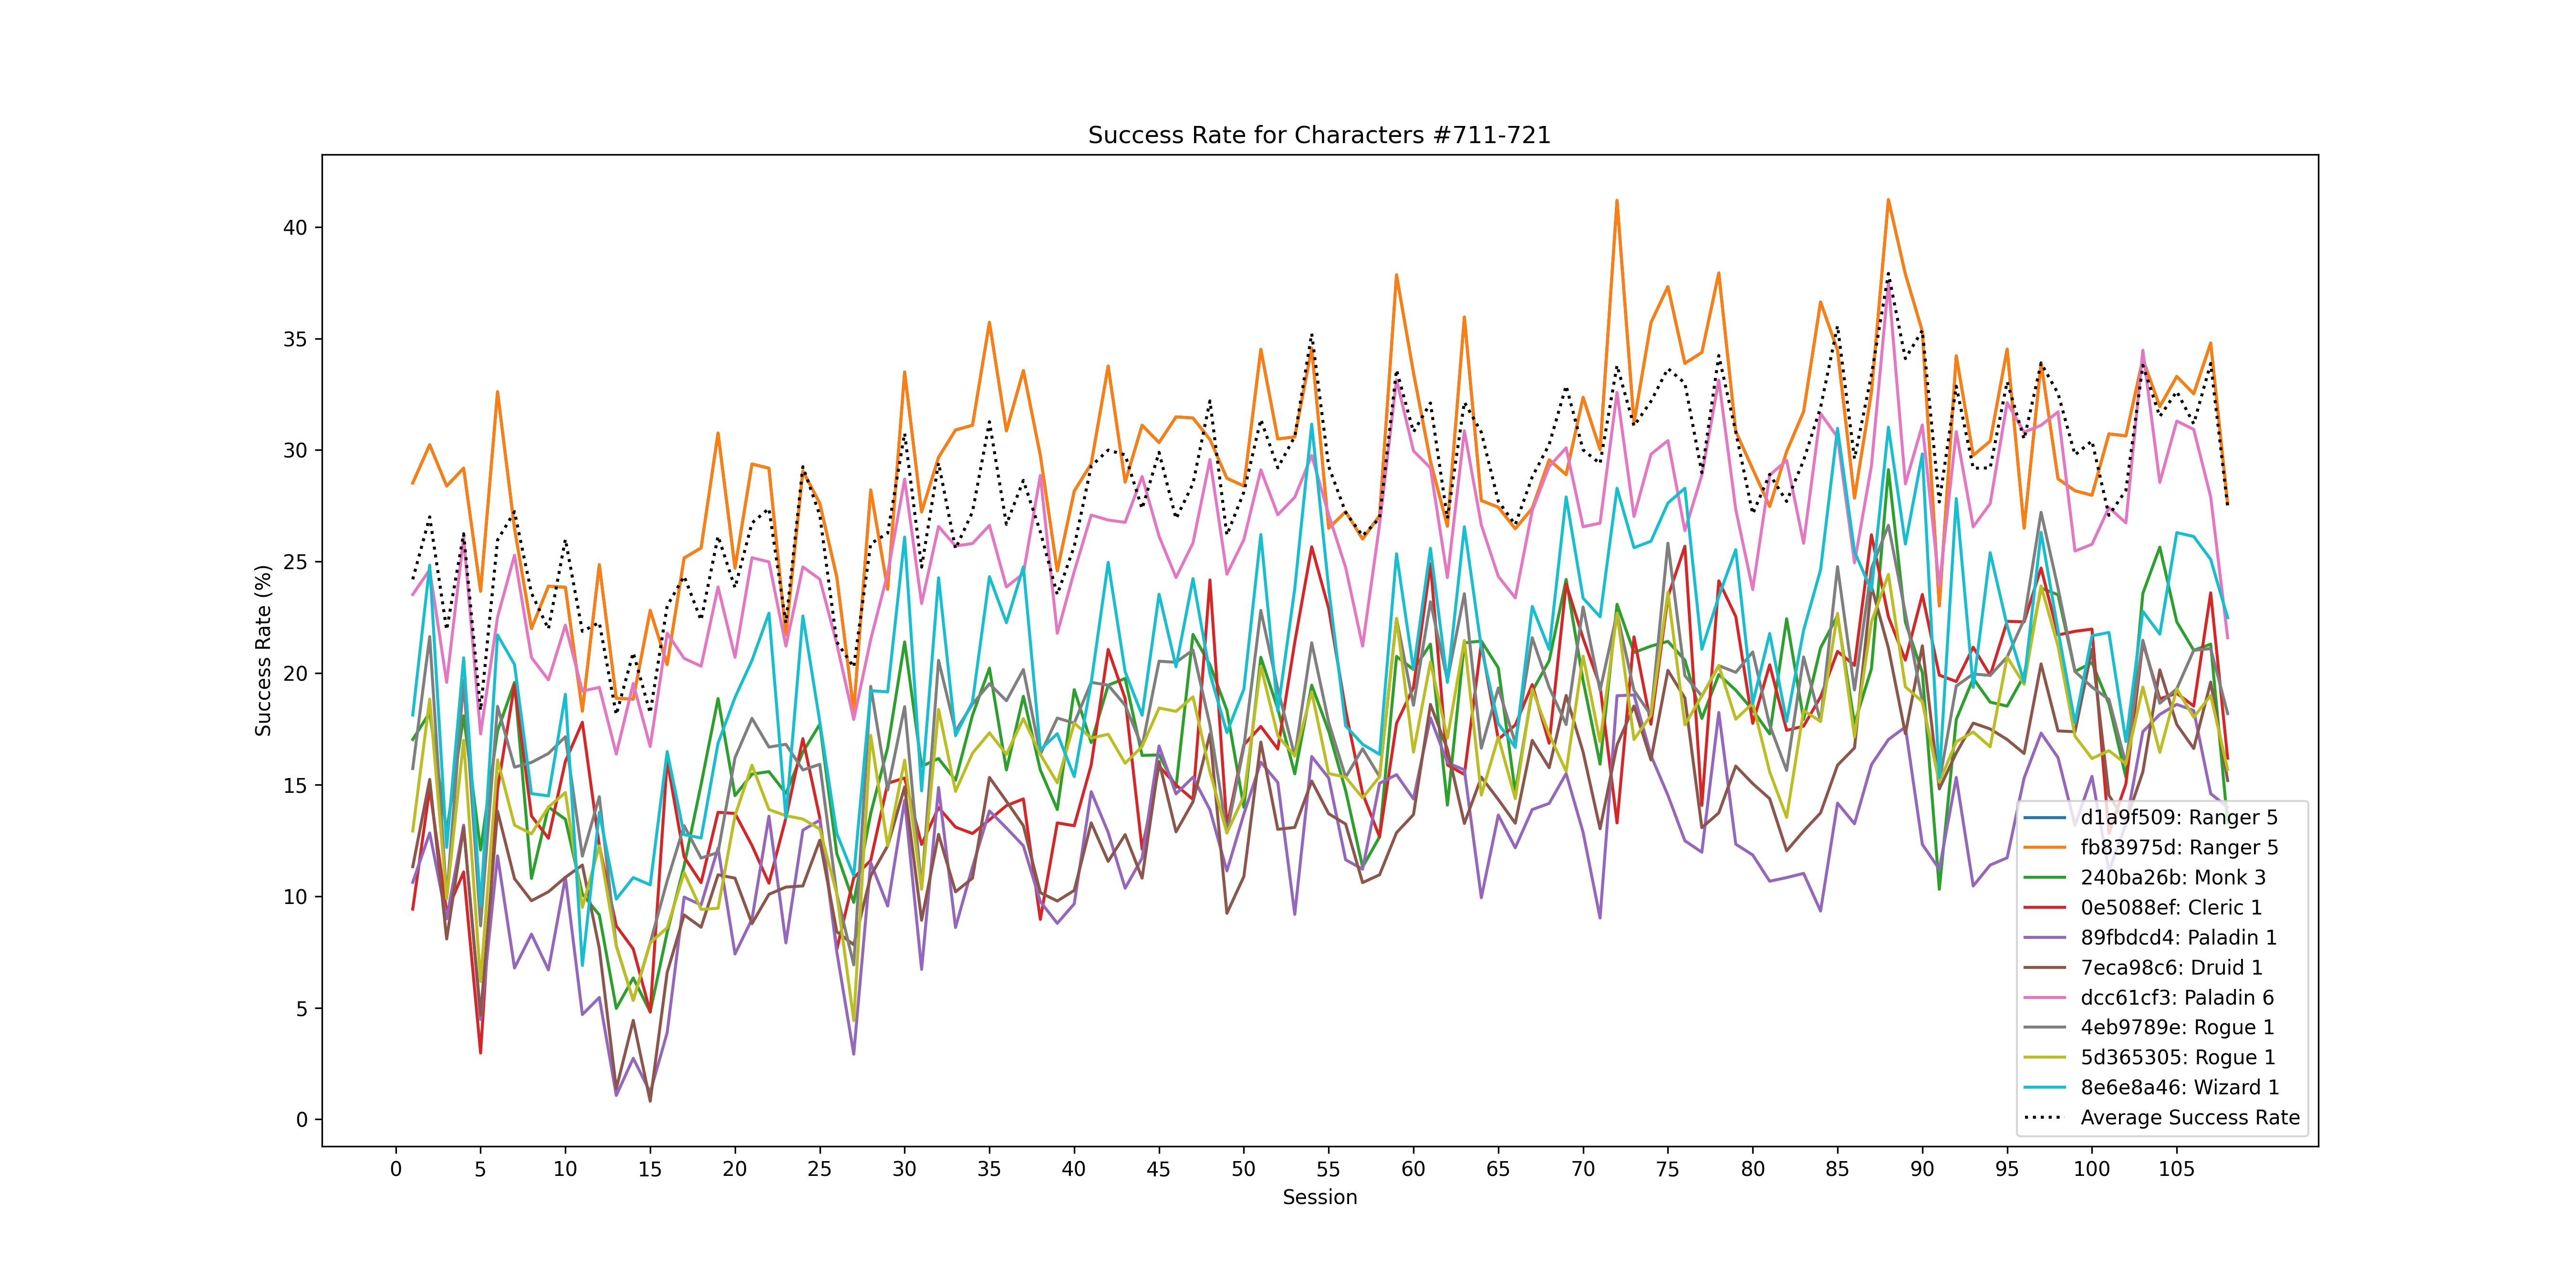 Success Rate for Characters #711-721
Success Rate (%)
40
35
30
25
20
15
10
5
0
0 5 10 15 20 25 30 35 40 45 50 55 60 65 70 75 80 85 90 95 100 105
Session
d1a9f509: Ranger 5
fb83975d: Ranger 5
240ba26b: Monk 3
0e5088ef: Cleric 1
89fbdcd4: Paladin 1
7eca98c6: Druid 1
dcc61cf3: Paladin 6
4eb9789e: Rogue 1
5d365305: Rogue 1
8e6e8a46: Wizard 1
Average Success Rate